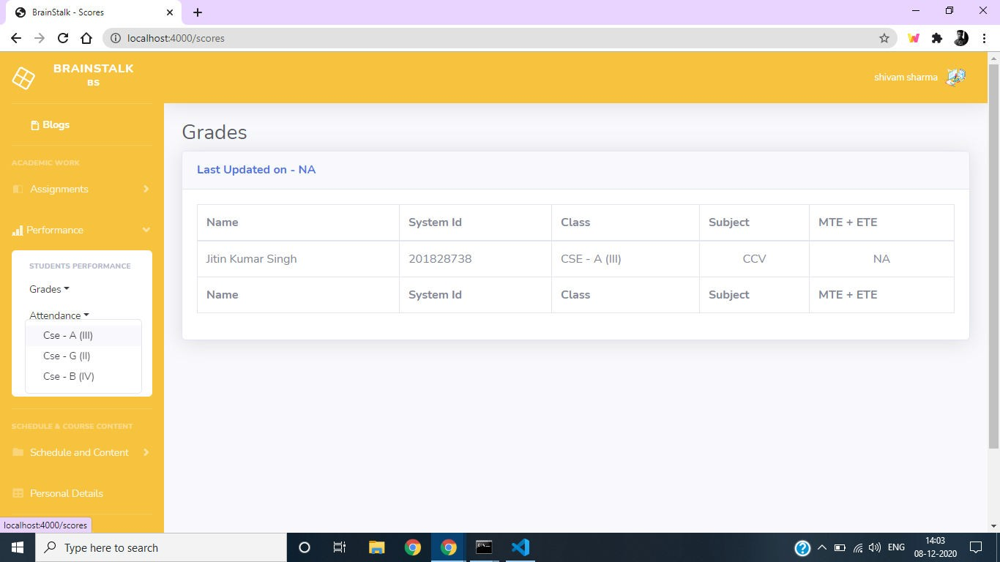 BrainStalk - Scores
localhost:4000/scores
BRAINSTALK
BS
shivam sharma
Blogs
ACADEMIC WORK
Assignments
Performance
STUDENTS PERFORMANCE
Grades
Attendance
Cse - A (III)
Cse - G (II)
Cse - B (IV)
SCHEDULE & COURSE CONTENT
Schedule and Content
Personal Details
Grades
Last Updated on - NA
Name System Id Class Subject MTE + ETE
Jitin Kumar Singh 201828738 CSE - A (III) CCV NA
Name System Id Class Subject MTE + ETE
localhost:4000/scores
Type here to search
ENG
14:03
08-12-2020